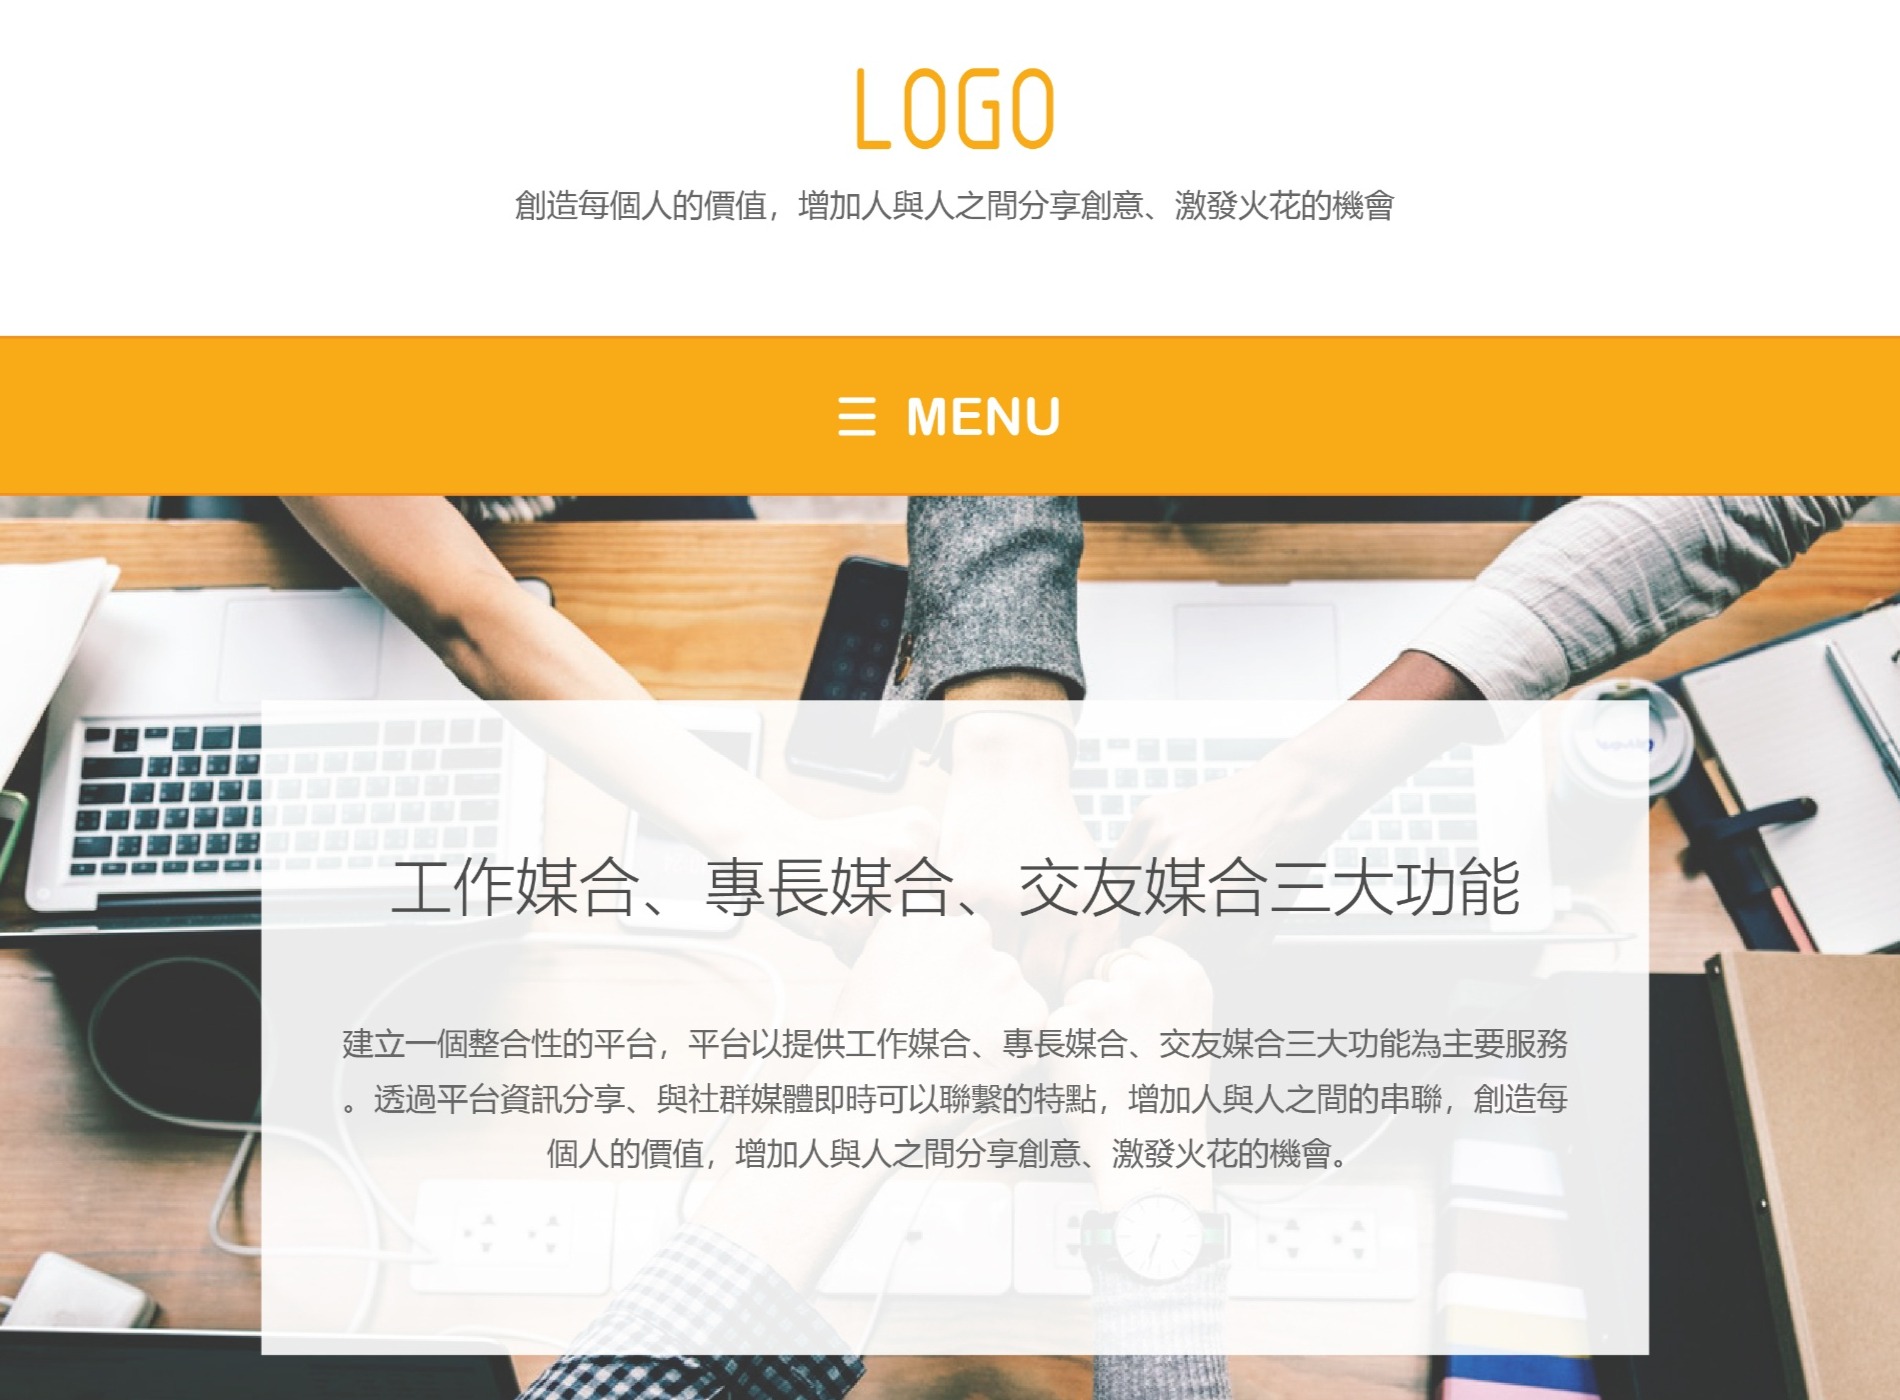 LOGO
創造每個人的價值，增加人與人之間分享創意、激發火花的機會
☰ MENU
工作媒合、專長媒合、交友媒合三大功能
建立一個整合性的平台，平台以提供工作媒合、專長媒合、交友媒合三大功能為主要服務
。透過平台資訊分享、與社群媒體即時可以聯繫的特點，增加人與人之間的串聯，創造每
個人的價值，增加人與人之間分享創意、激發火花的機會。